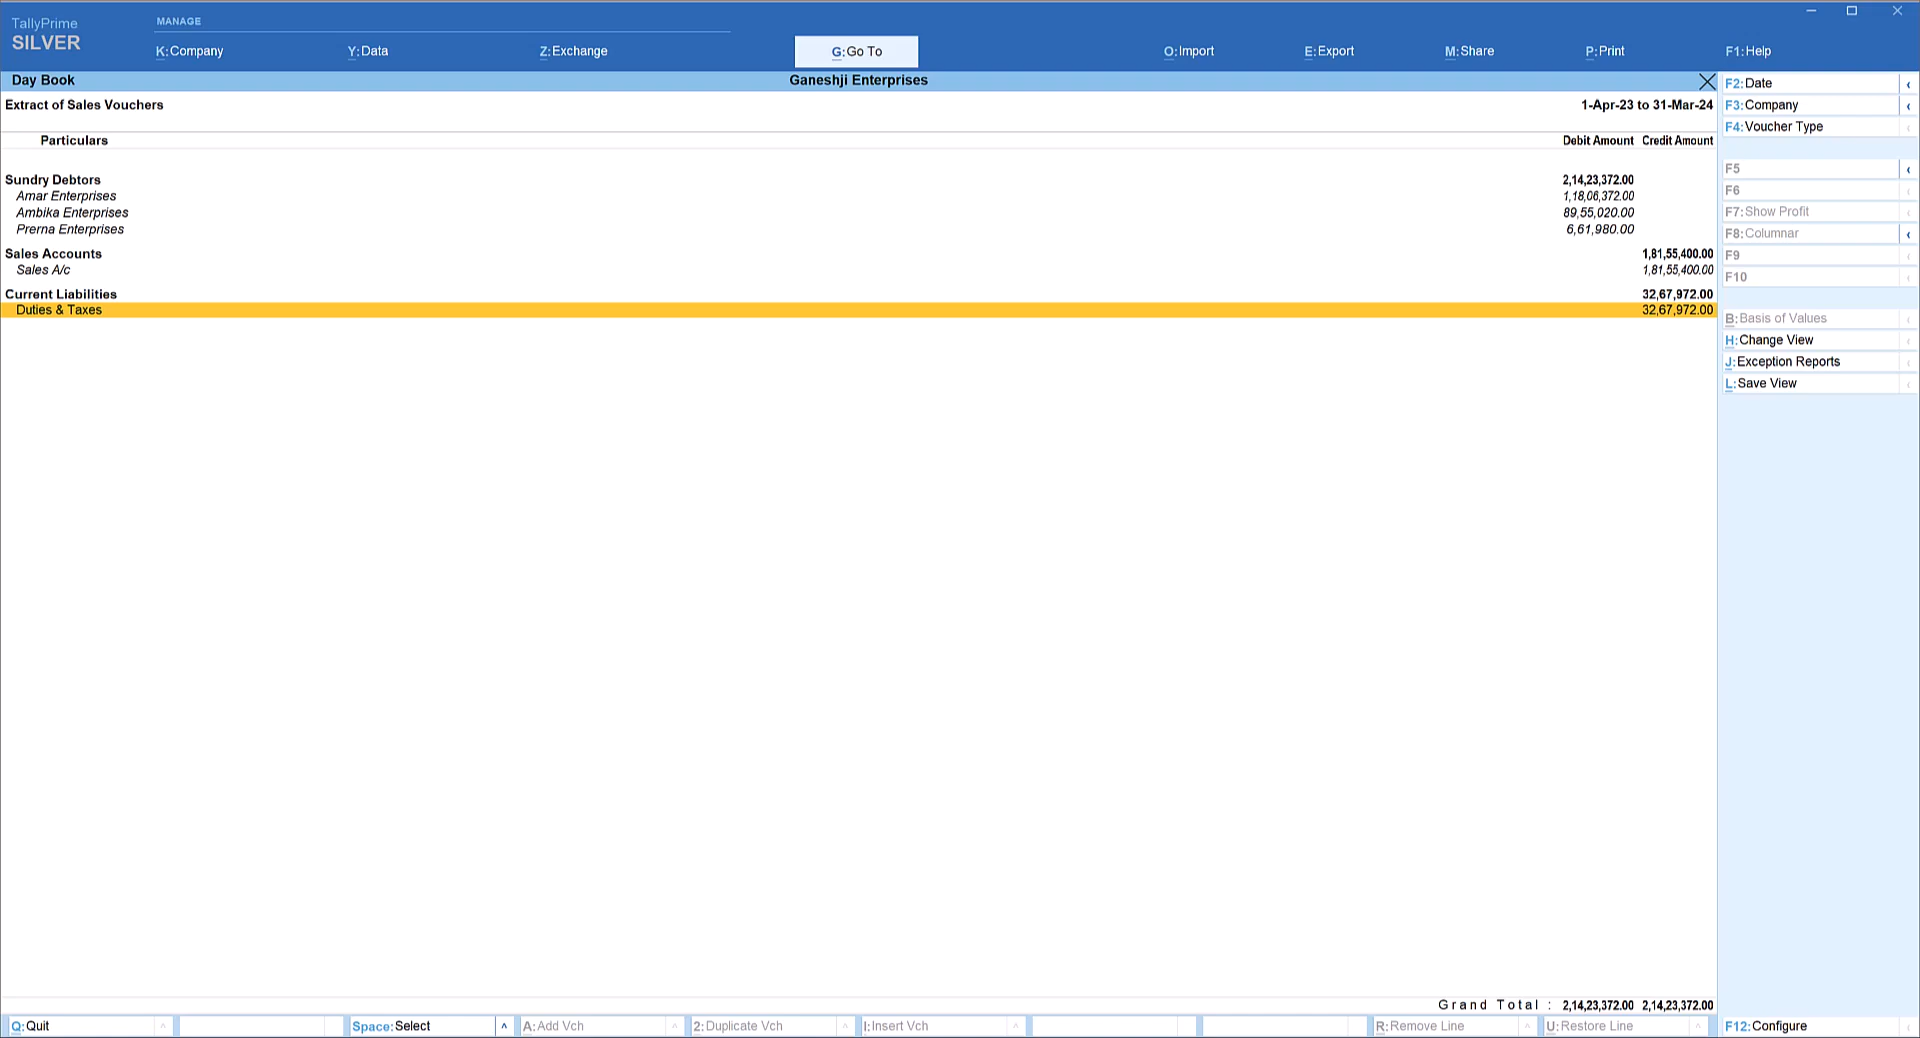 TallyPrime
SILVER
MANAGE
K:Company Y:Data Z:Exchange G:Go To O:Import E:Export M:Share P:Print F1:Help
Day Book Ganeshji Enterprises
Extract of Sales Vouchers 1-Apr-23 to 31-Mar-24
Particulars Debit Amount Credit Amount
Sundry Debtors 2,14,23,372.00
Amar Enterprises 1,18,06,372.00
Ambika Enterprises 89,55,020.00
Prerna Enterprises 6,61,980.00
Sales Accounts 1,81,55,400.00
Sales A/c 1,81,55,400.00
Current Liabilities 32,67,972.00
Duties & Taxes 32,67,972.00
Grand Total : 2,14,23,372.00 2,14,23,372.00
F2:Date
F3:Company
F4:Voucher Type
F5
F6
F7:Show Profit
F8:Columnar
F9
F10
B:Basis of Values
H:Change View
J:Exception Reports
L:Save View
Q:Quit Space:Select A:Add Vch 2:Duplicate Vch I:Insert Vch R:Remove Line U:Restore Line F12:Configure